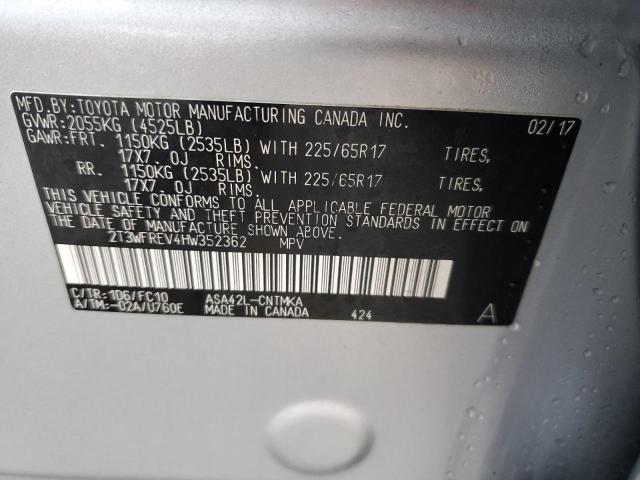 MFD.BY:TOYOTA MOTOR MANUFACTURING CANADA INC. 02/17
GVWR:2055KG (4525LB)
GAWR:FRT. 1150KG (2535LB) WITH 225/65R17 TIRES,
17X7.0J RIMS.
RR. 1150KG (2535LB) WITH 225/65R17 TIRES,
17X7.0J RIMS.
THIS VEHICLE CONFORMS TO ALL APPLICABLE FEDERAL MOTOR
VEHICLE SAFETY AND THEFT PREVENTION STANDARDS IN EFFECT ON
THE DATE OF MANUFACTURE SHOWN ABOVE.
2T3WFREV4HW352362 MPV
C/TR:1D6/FC10 ASA42L-CNTMKA
A/TM:-02A/U760E MADE IN CANADA 424 A